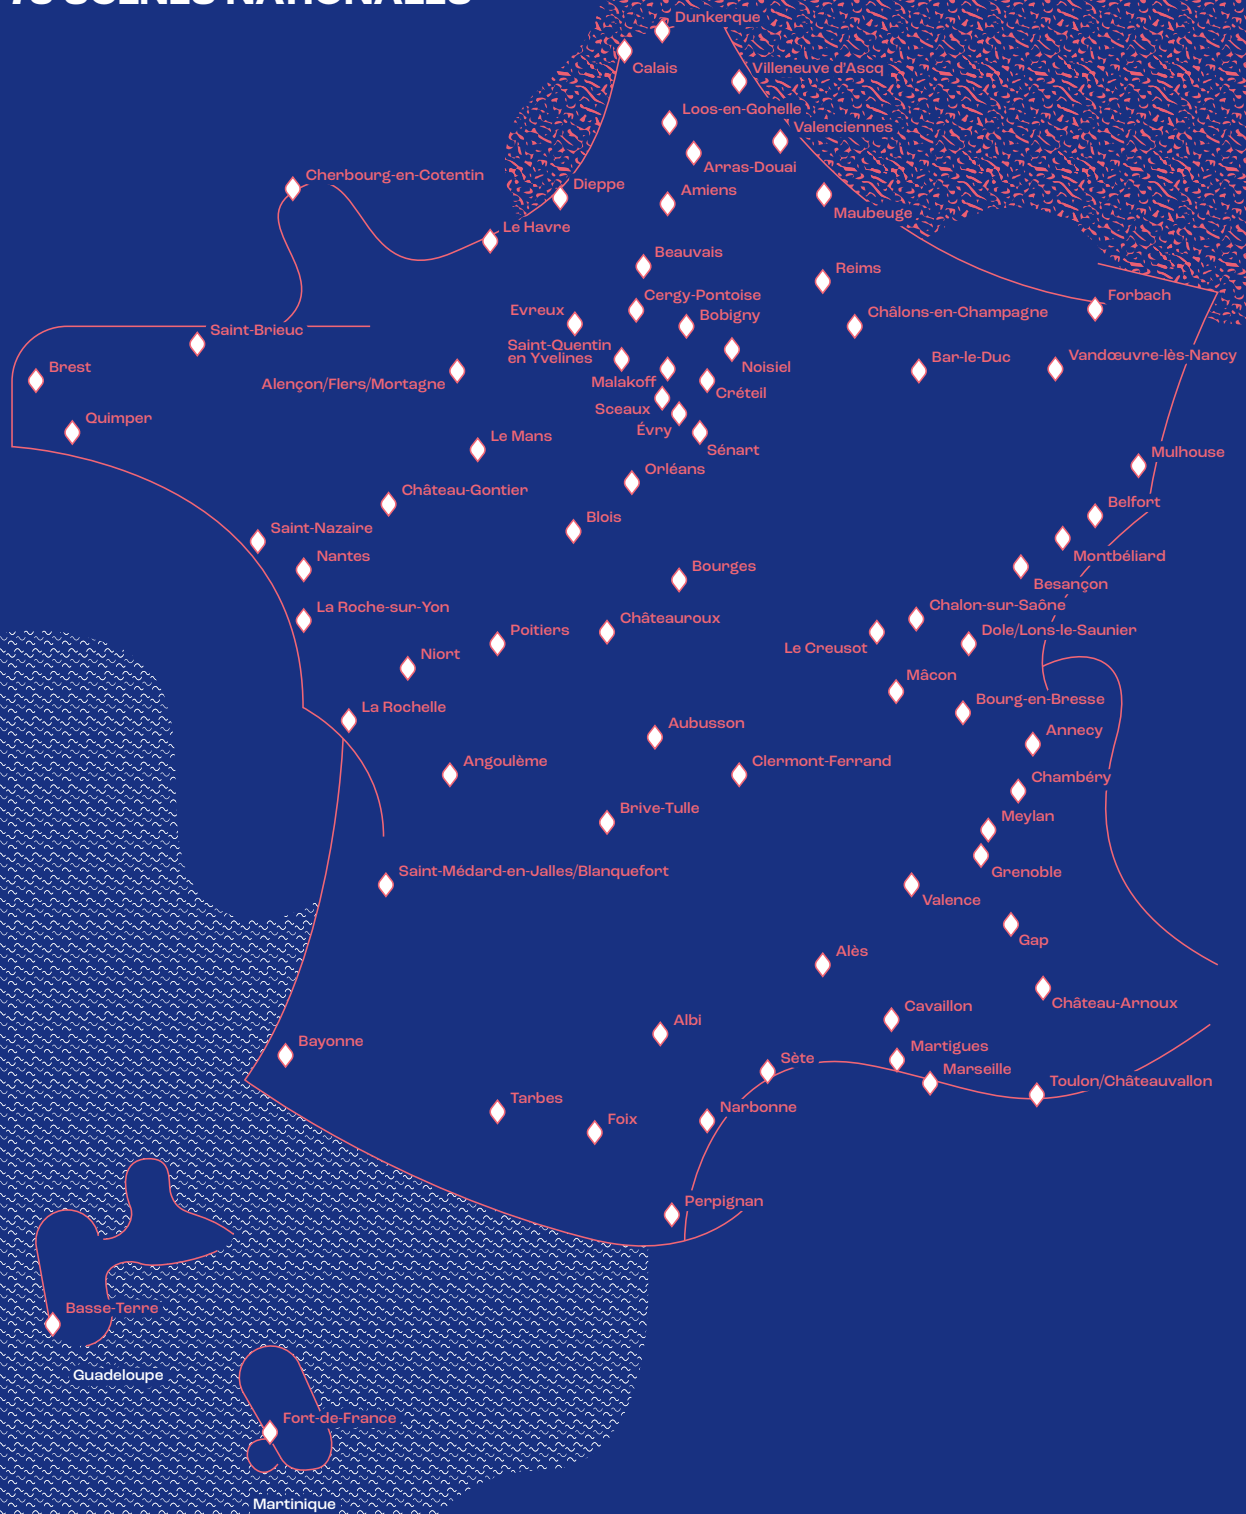 SCÈNES NATIONALES
Dunkerque
Calais
Villeneuve d'Ascq
Loos-en-Gohelle
Valenciennes
Arras-Douai
Cherbourg-en-Cotentin
Dieppe
Amiens
Maubeuge
Le Havre
Beauvais
Reims
Cergy-Pontoise
Forbach
Evreux
Bobigny
Châlons-en-Champagne
Saint-Brieuc
Saint-Quentin
en Yvelines
Noisiel
Bar-le-Duc
Vandœuvre-lès-Nancy
Brest
Alençon/Flers/Mortagne
Malakoff
Créteil
Sceaux
Quimper
Évry
Le Mans
Sénart
Mulhouse
Orléans
Château-Gontier
Belfort
Blois
Saint-Nazaire
Nantes
Montbéliard
Bourges
Besançon
La Roche-sur-Yon
Chalon-sur-Saône
Châteauroux
Poitiers
Dole/Lons-le-Saunier
Le Creusot
Niort
Mâcon
Bourg-en-Bresse
La Rochelle
Aubusson
Annecy
Angoulême
Clermont-Ferrand
Chambéry
Brive-Tulle
Meylan
Saint-Médard-en-Jalles/Blanquefort
Grenoble
Valence
Gap
Alès
Château-Arnoux
Cavaillon
Albi
Bayonne
Martigues
Sète
Marseille
Toulon/Châteauvallon
Tarbes
Narbonne
Foix
Perpignan
Basse-Terre
Guadeloupe
Fort-de-France
Martinique